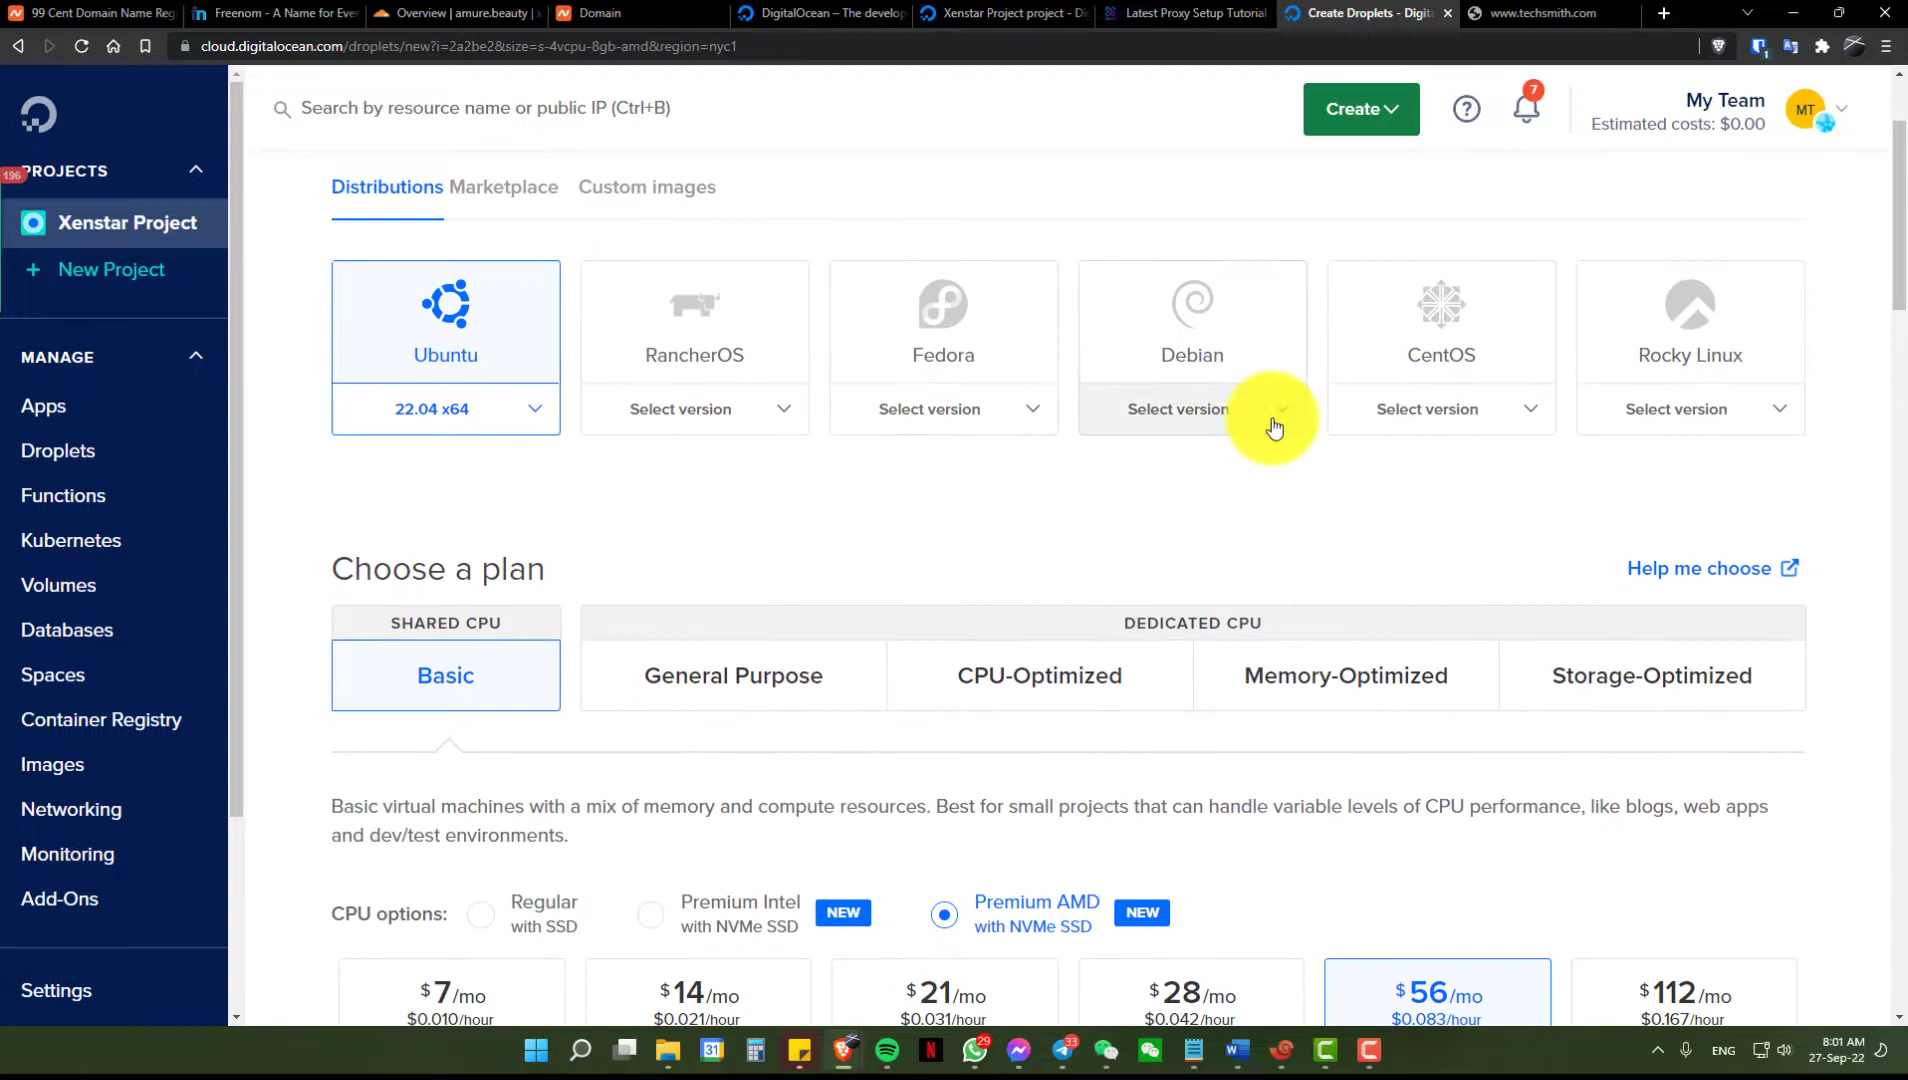 99 Cent Domain Name Reg
Freenom - A Name for Ever
Overview | amure.beauty |
Domain
DigitalOcean – The develop
Xenstar Project project - Di
Latest Proxy Setup Tutorial
Create Droplets - Digit
www.techsmith.com
cloud.digitalocean.com/droplets/new?i=2a2be2&size=s-4vcpu-8gb-amd&region=nyc1
1
Search by resource name or public IP (Ctrl+B)
Create
7
My Team
Estimated costs: $0.00
MT
196
PROJECTS
Xenstar Project
New Project
MANAGE
Apps
Droplets
Functions
Kubernetes
Volumes
Databases
Spaces
Container Registry
Images
Networking
Monitoring
Add-Ons
Settings
Distributions Marketplace Custom images
Ubuntu
22.04 x64
RancherOS
Select version
Fedora
Select version
Debian
Select version
CentOS
Select version
Rocky Linux
Select version
Choose a plan
Help me choose
SHARED CPU
DEDICATED CPU
Basic
General Purpose
CPU-Optimized
Memory-Optimized
Storage-Optimized
Basic virtual machines with a mix of memory and compute resources. Best for small projects that can handle variable levels of CPU performance, like blogs, web apps
and dev/test environments.
CPU options:
Regular
with SSD
Premium Intel
with NVMe SSD
NEW
Premium AMD
with NVMe SSD
NEW
$7/mo
$0.010/hour
$14/mo
$0.021/hour
$21/mo
$0.031/hour
$28/mo
$0.042/hour
$56/mo
$0.083/hour
$112/mo
$0.167/hour
31
29
33
ENG
8:01 AM
27-Sep-22